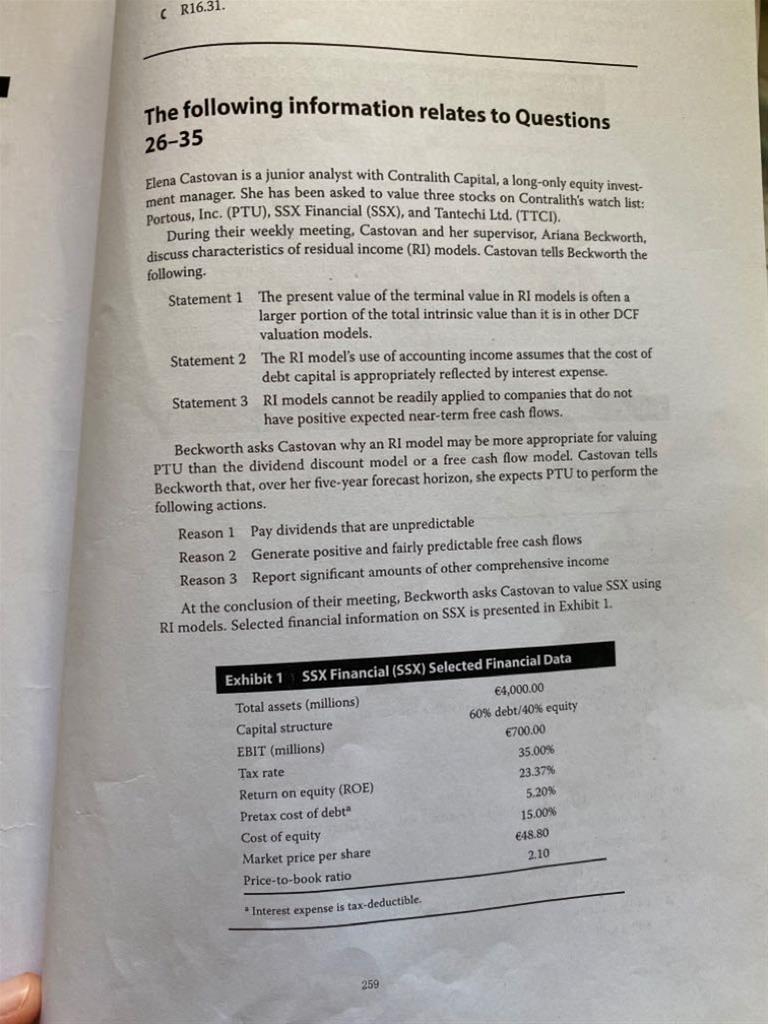 C R16.31.
The following information relates to Questions
26–35
Elena Castovan is a junior analyst with Contralith Capital, a long-only equity invest-
ment manager. She has been asked to value three stocks on Contralith's watch list:
Portous, Inc. (PTU), SSX Financial (SSX), and Tantechi Ltd. (TTCI).
During their weekly meeting, Castovan and her supervisor, Ariana Beckworth,
discuss characteristics of residual income (RI) models. Castovan tells Beckworth the
following.
Statement 1 The present value of the terminal value in RI models is often a
larger portion of the total intrinsic value than it is in other DCF
valuation models.
Statement 2 The RI model's use of accounting income assumes that the cost of
debt capital is appropriately reflected by interest expense.
Statement 3 RI models cannot be readily applied to companies that do not
have positive expected near-term free cash flows.
Beckworth asks Castovan why an RI model may be more appropriate for valuing
PTU than the dividend discount model or a free cash flow model. Castovan tells
Beckworth that, over her five-year forecast horizon, she expects PTU to perform the
following actions.
Reason 1 Pay dividends that are unpredictable
Reason 2 Generate positive and fairly predictable free cash flows
Reason 3 Report significant amounts of other comprehensive income
At the conclusion of their meeting, Beckworth asks Castovan to value SSX using
RI models. Selected financial information on SSX is presented in Exhibit 1.
Exhibit 1 SSX Financial (SSX) Selected Financial Data
Total assets (millions) €4,000.00
Capital structure 60% debt/40% equity
EBIT (millions) €700.00
Tax rate 35.00%
Return on equity (ROE) 23.37%
Pretax cost of debtᵃ 5.20%
Cost of equity 15.00%
Market price per share €48.80
Price-to-book ratio 2.10
ᵃ Interest expense is tax-deductible.
259